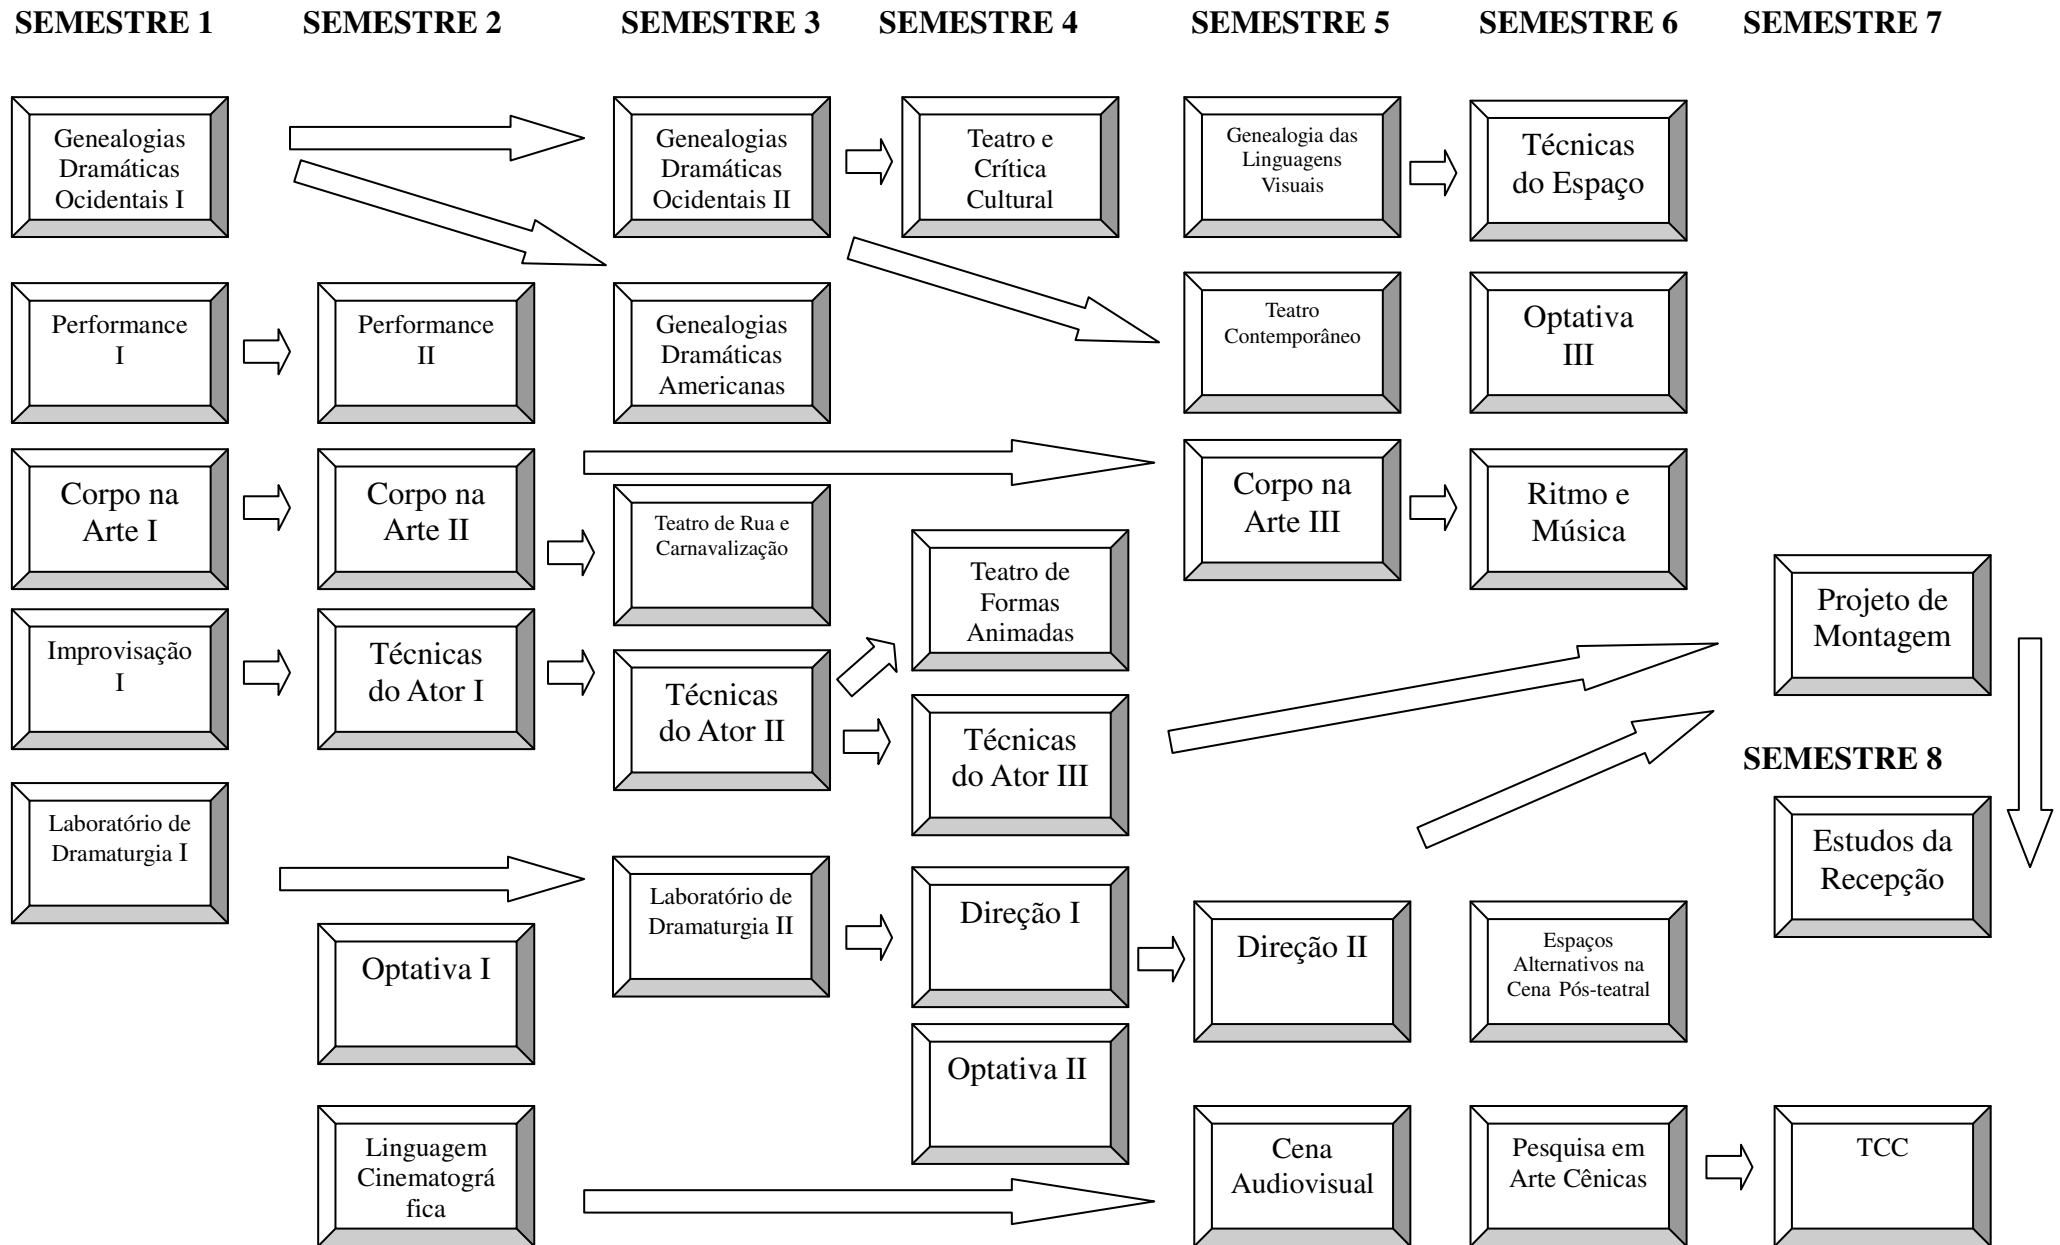 SEMESTRE 1 SEMESTRE 2 SEMESTRE 3 SEMESTRE 4 SEMESTRE 5 SEMESTRE 6 SEMESTRE 7
Genealogias
Dramáticas
Ocidentais I
Genealogias
Dramáticas
Ocidentais II
Teatro e
Crítica
Cultural
Genealogia das
Linguagens
Visuais
Técnicas
do Espaço
Performance
I
Performance
II
Genealogias
Dramáticas
Americanas
Teatro
Contemporâneo
Optativa
III
Corpo na
Arte I
Corpo na
Arte II
Teatro de Rua e
Carnavalização
Corpo na
Arte III
Ritmo e
Música
Teatro de
Formas
Animadas
Projeto de
Montagem
Improvisação
I
Técnicas
do Ator I
Técnicas
do Ator II
Técnicas
do Ator III
SEMESTRE 8
Laboratório de
Dramaturgia I
Estudos da
Recepção
Laboratório de
Dramaturgia II
Direção I
Direção II
Espaços
Alternativos na
Cena Pós-teatral
Optativa I
Optativa II
Linguagem
Cinematográ
fica
Cena
Audiovisual
Pesquisa em
Arte Cênicas
TCC